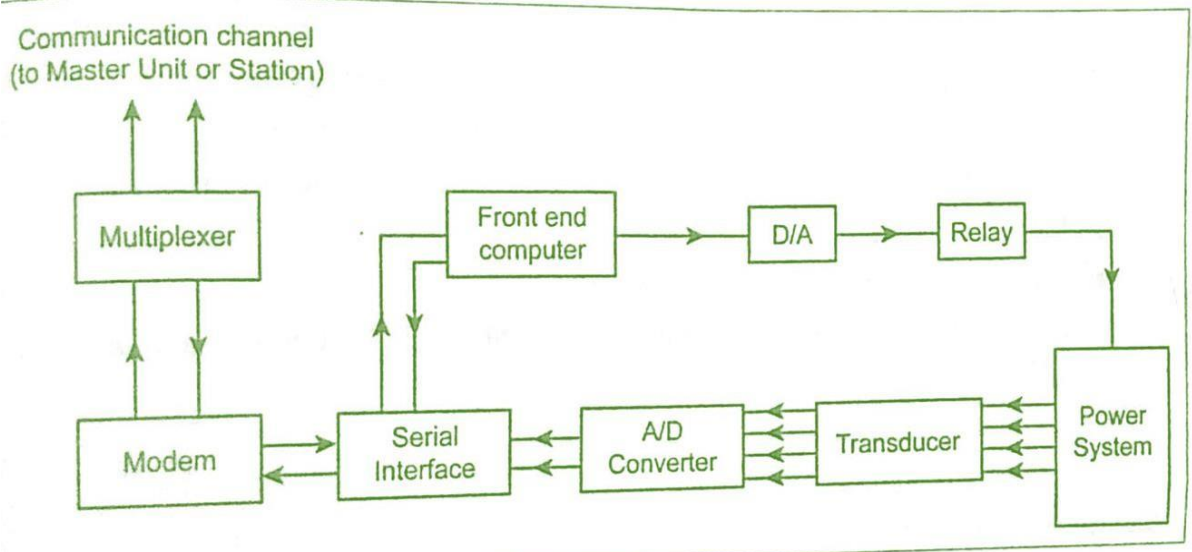 Communication channel
(to Master Unit or Station)
Multiplexer
Front end
computer
D/A
Relay
Modem
Serial
Interface
A/D
Converter
Transducer
Power
System